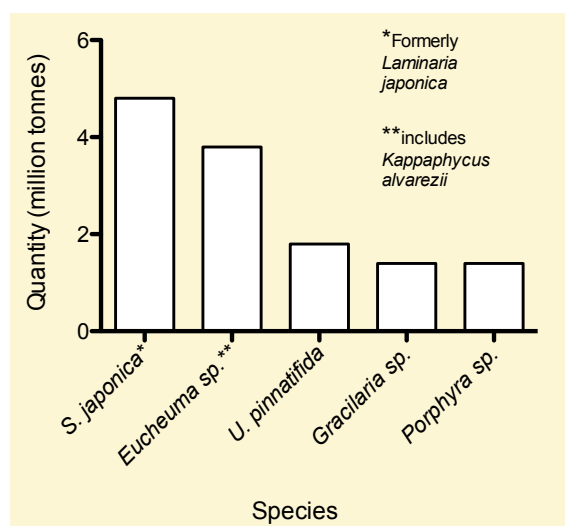 6
4
2
0
Quantity (million tonnes)
*Formerly
Laminaria
japonica
**includes
Kappaphycus
alvarezii
S. japonica*
Eucheuma sp.**
U. pinnatifida
Gracilaria sp.
Porphyra sp.
Species